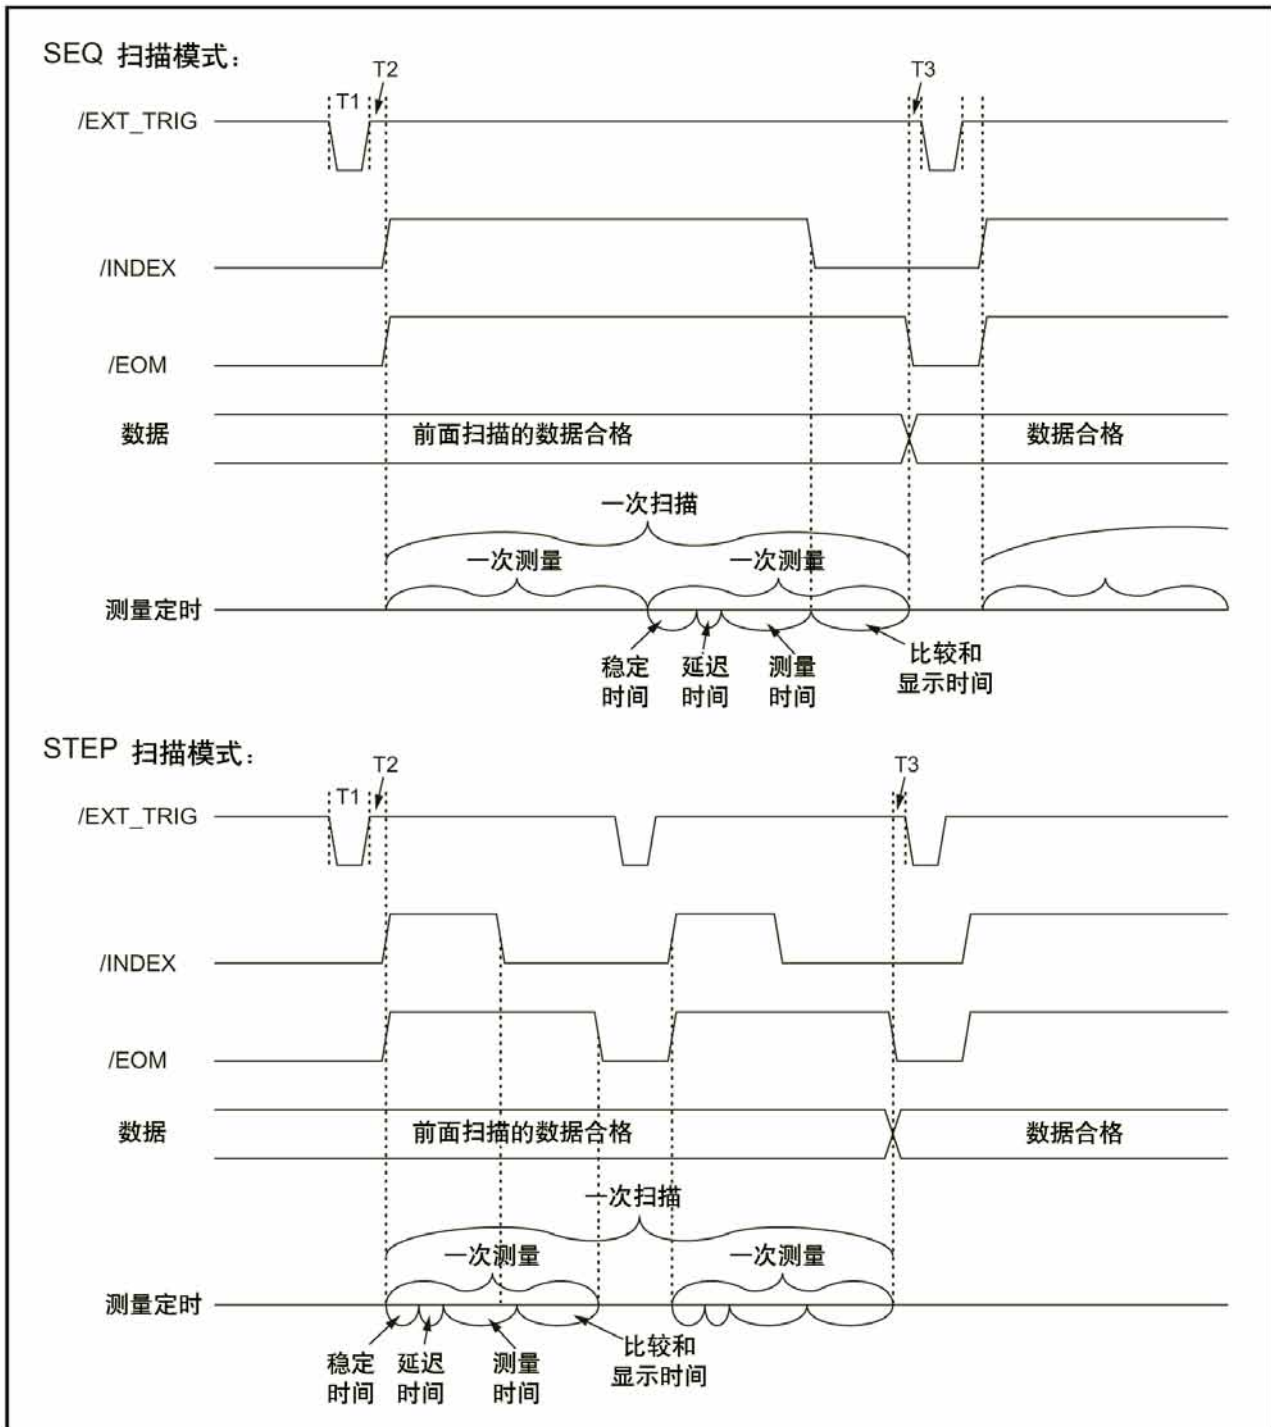 SEQ 扫描模式:
T2
T3
T1
/EXT_TRIG
/INDEX
/EOM
数据
前面扫描的数据合格
数据合格
一次扫描
一次测量
一次测量
测量定时
稳定
时间
延迟
时间
测量
时间
比较和
显示时间
STEP 扫描模式:
T2
T3
T1
/EXT_TRIG
/INDEX
/EOM
数据
前面扫描的数据合格
数据合格
一次扫描
一次测量
一次测量
测量定时
稳定
时间
延迟
时间
测量
时间
比较和
显示时间